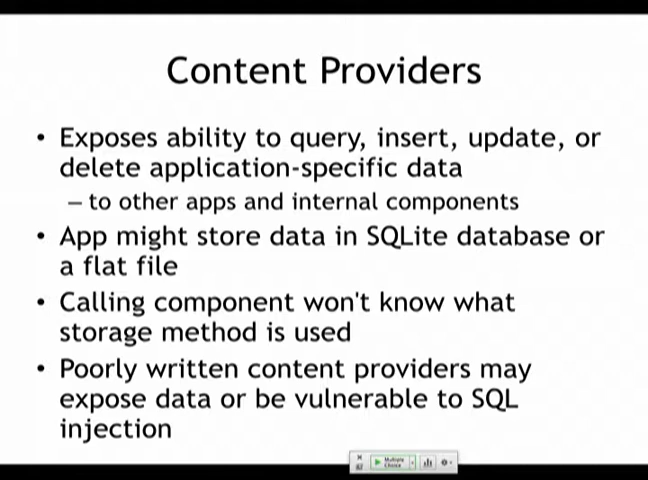 Content Providers
• Exposes ability to query, insert, update, or
delete application-specific data
– to other apps and internal components
• App might store data in SQLite database or
a flat file
• Calling component won't know what
storage method is used
• Poorly written content providers may
expose data or be vulnerable to SQL
injection
Multiple
Choice